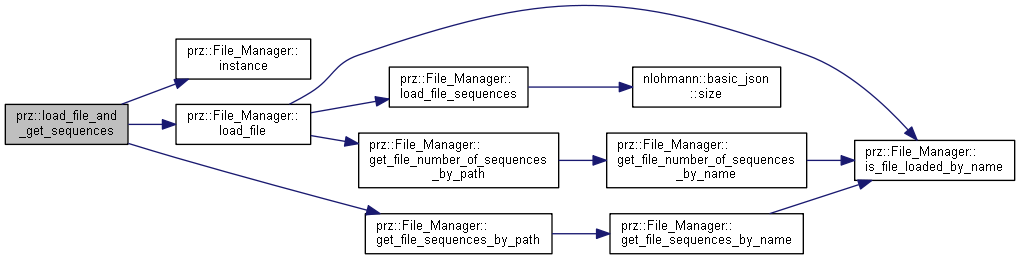 prz::load_file_and
_get_sequences
prz::File_Manager::
instance
prz::File_Manager::
load_file
prz::File_Manager::
load_file_sequences
nlohmann::basic_json
::size
prz::File_Manager::
get_file_number_of_sequences
_by_path
prz::File_Manager::
get_file_number_of_sequences
_by_name
prz::File_Manager::
is_file_loaded_by_name
prz::File_Manager::
get_file_sequences_by_path
prz::File_Manager::
get_file_sequences_by_name